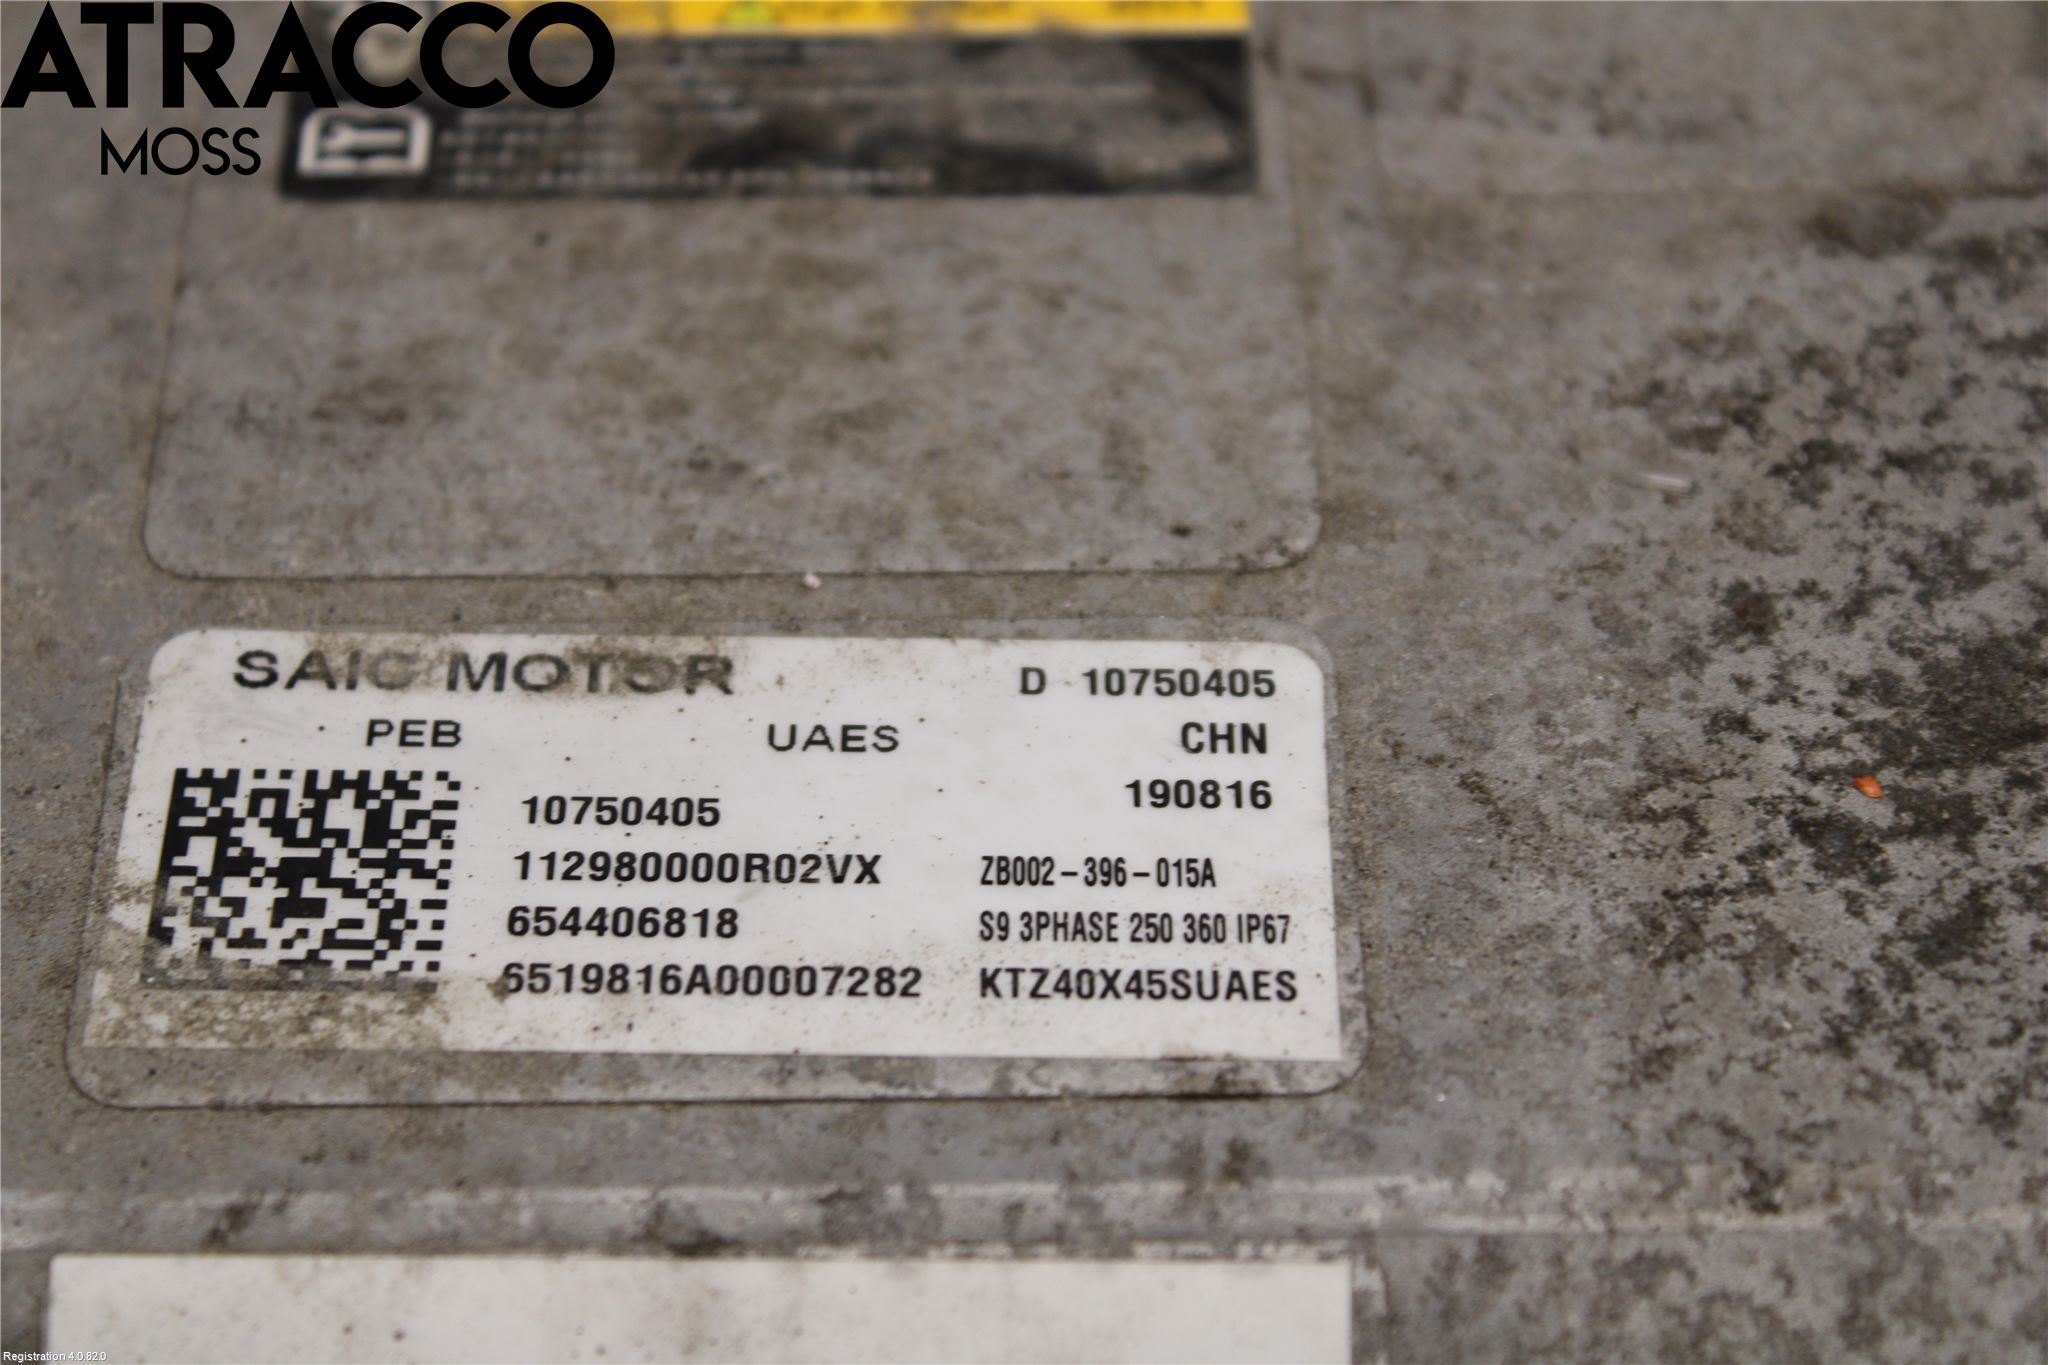 ATRACCO
MOSS
SAIC MOTOR D 10750405
PEB UAES CHN
190816
10750405
112980000R02VX ZB002-396-015A
654406818 S9 3PHASE 250 360 IP67
6519816A00007282 KTZ40X45SUAES
Registration 4.0.82.0